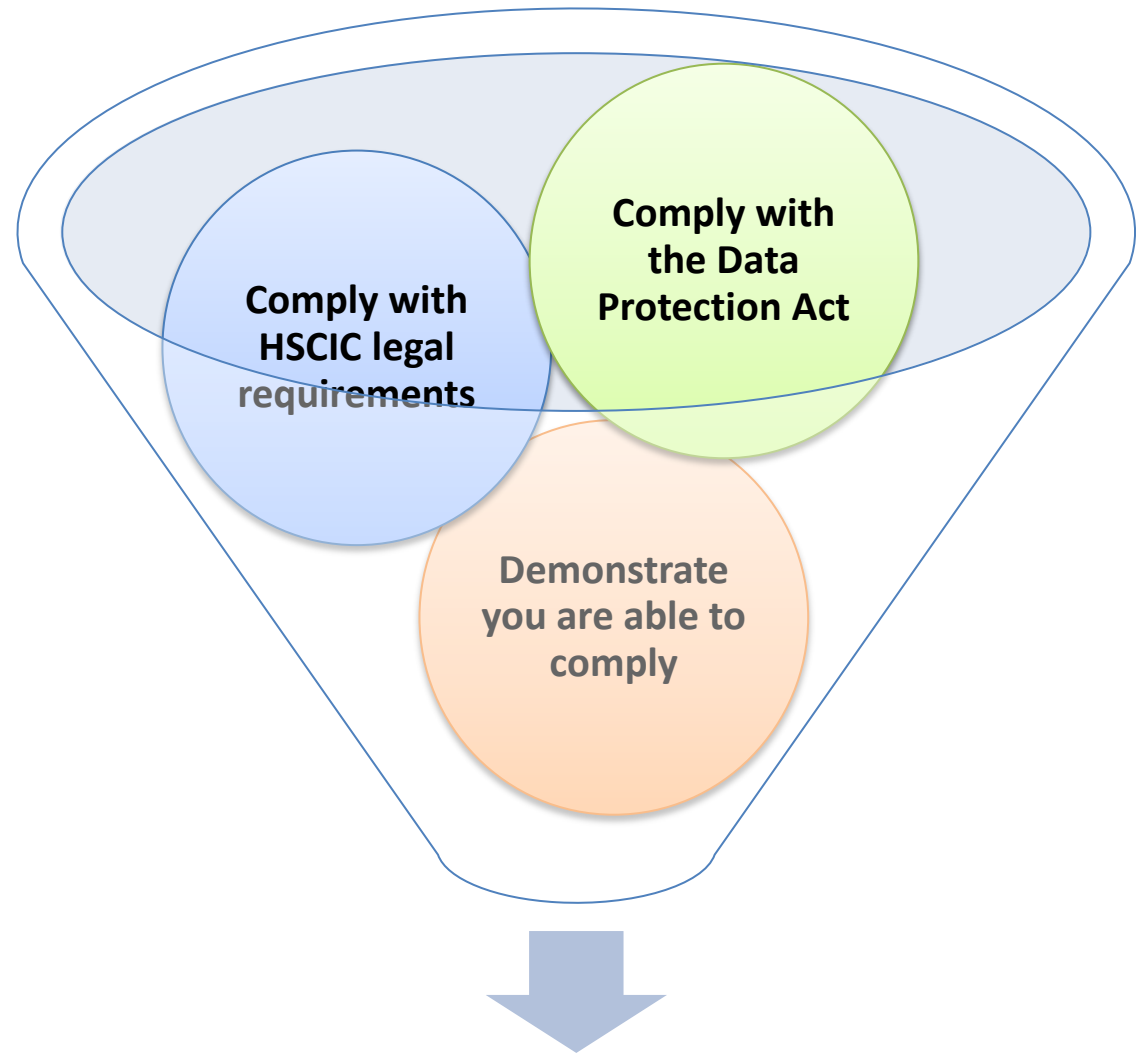 Comply with
HSCIC legal
requirements
Comply with
the Data
Protection Act
Demonstrate
you are able to
comply